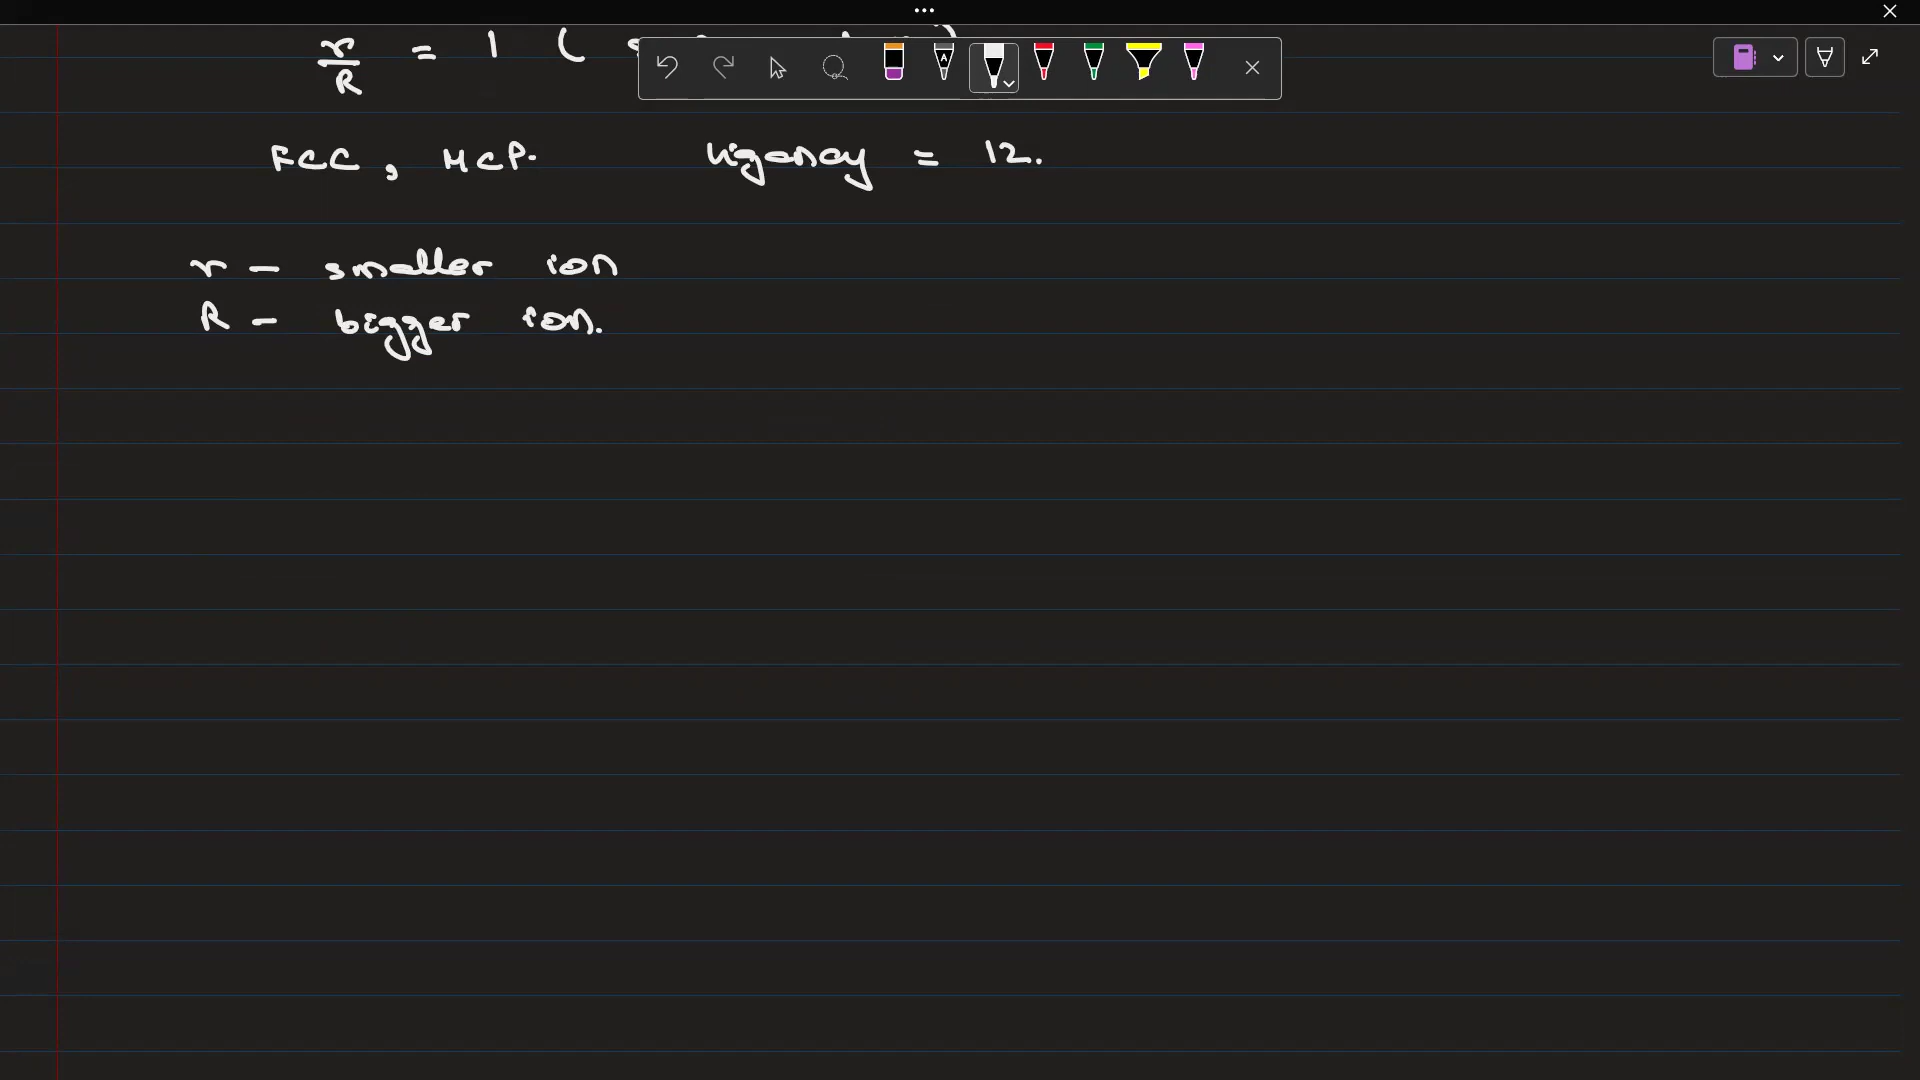 r/R = 1 (
FCC, HCP. ligancy = 12.
r - smaller ion
R - bigger ion.